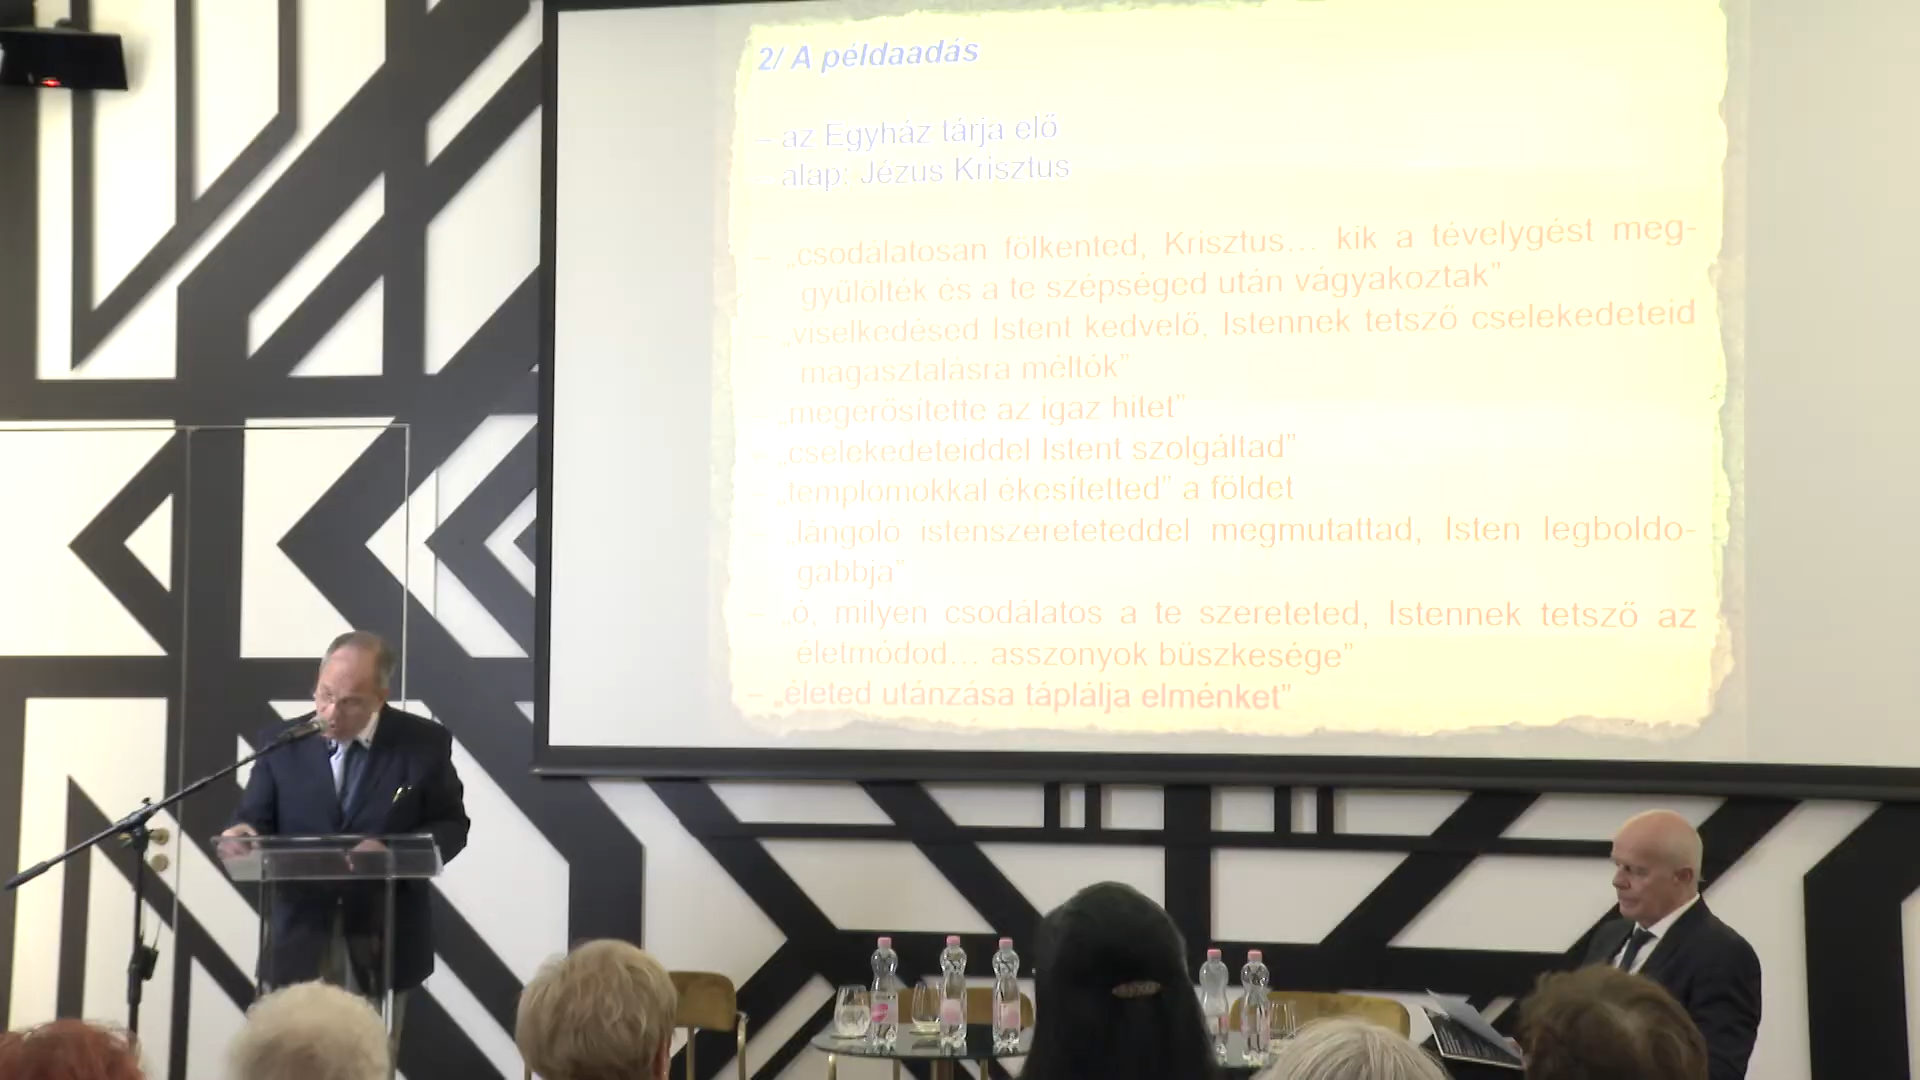 2/ A példaadás
– az Egyház tárja elő
– alap: Jézus Krisztus
– „csodálatosan fölkented, Krisztus… kik a tévelygést meg-
gyűlölték és a te szépséged után vágyakoztak”
– „viselkedésed Istent kedvelő, Istennek tetsző cselekedeteid
magasztalásra méltók”
– „megerősítette az igaz hitet”
– „cselekedeteiddel Istent szolgáltad”
– „templomokkal ékesítetted” a földet
– „lángoló istenszereteteddel megmutattad, Isten legboldo-
gabbja”
– „ó, milyen csodálatos a te szereteted, Istennek tetsző az
életmódod… asszonyok büszkesége”
– „életed utánzása táplálja elménket”